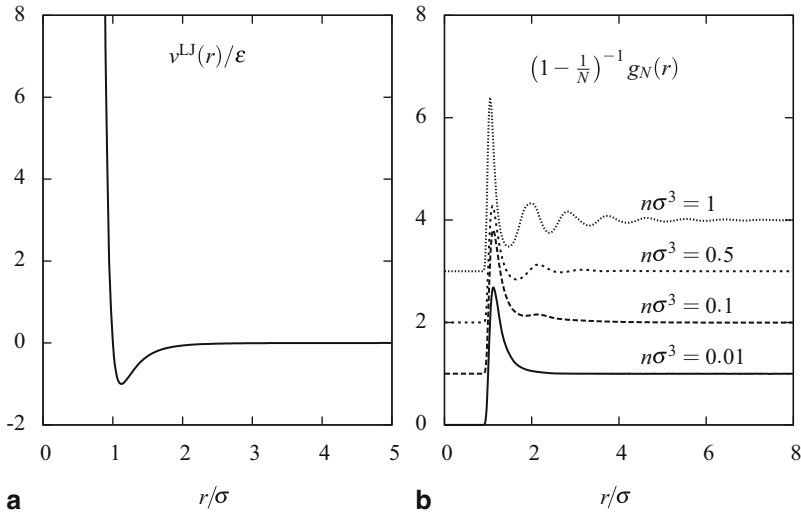 8
6
4
2
0
-2
0 1 2 3 4 5
v^LJ(r)/ε
r/σ
a
8
6
4
2
0
0 2 4 6 8
(1 − 1/N)^−1 g_N(r)
nσ^3 = 1
nσ^3 = 0.5
nσ^3 = 0.1
nσ^3 = 0.01
r/σ
b